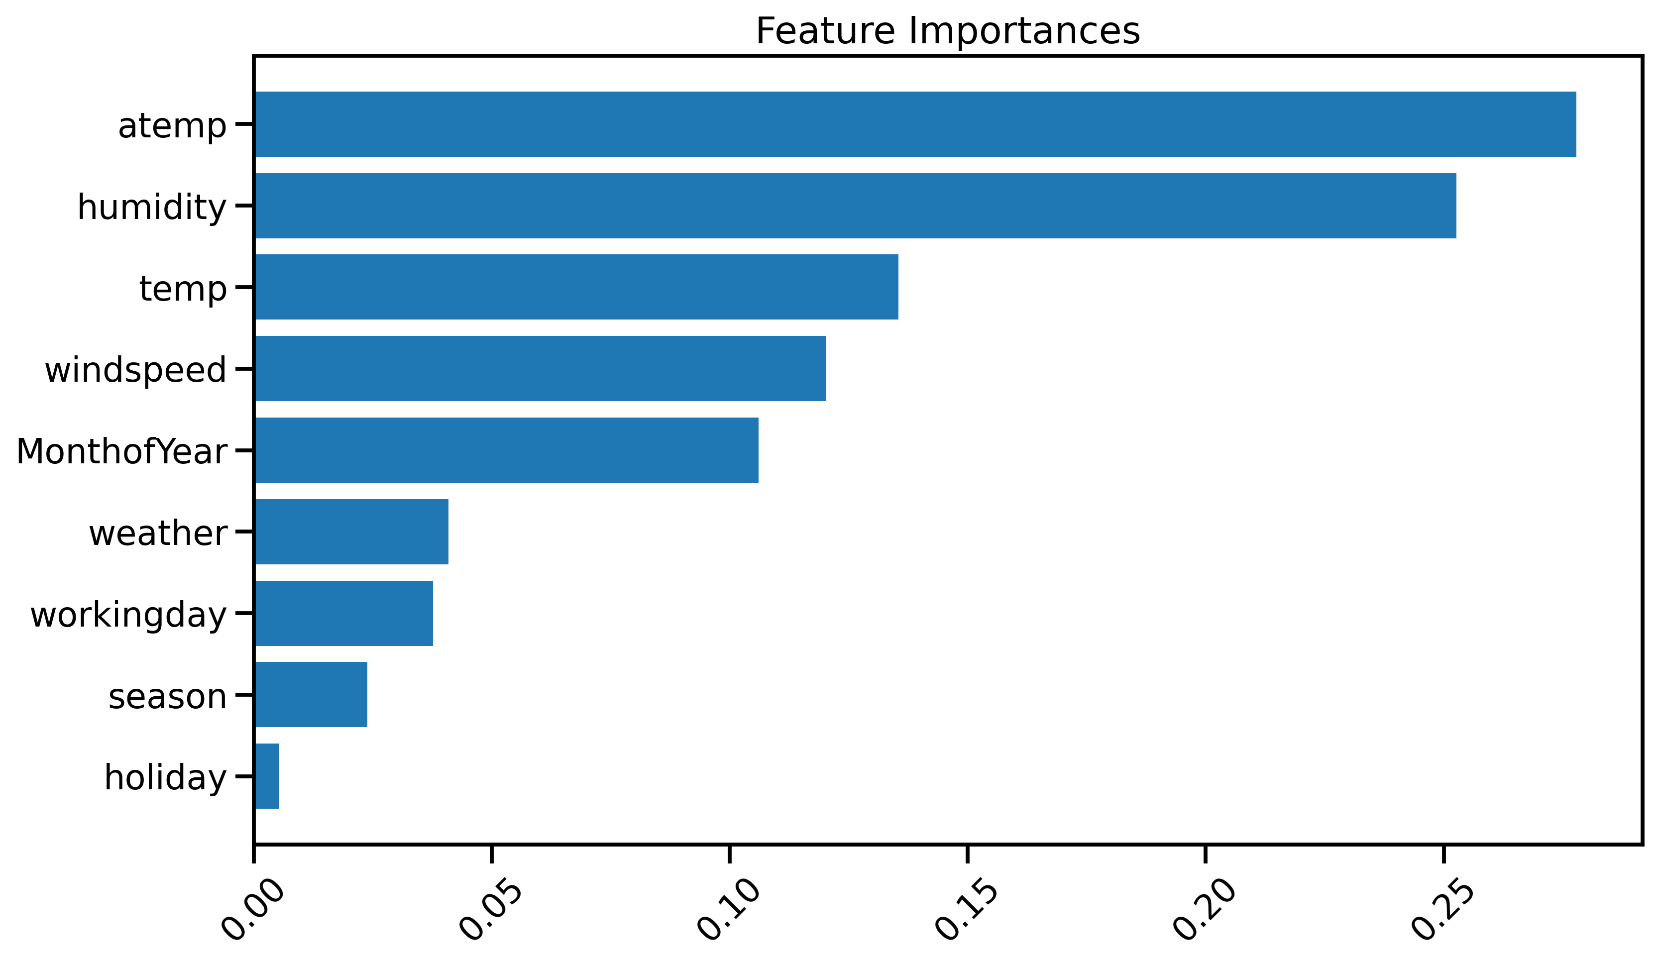 Feature Importances
atemp
humidity
temp
windspeed
MonthofYear
weather
workingday
season
holiday
0.00
0.05
0.10
0.15
0.20
0.25